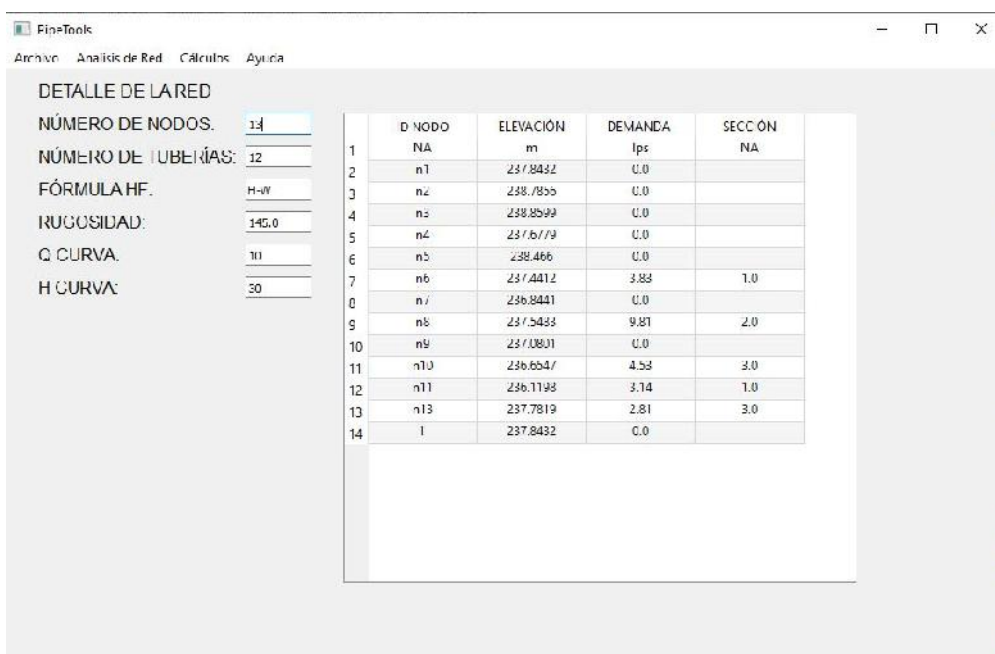 PipeTools
Archivo Analisis de Red Cálculos Ayuda
DETALLE DE LA RED
NÚMERO DE NODOS: 13
NÚMERO DE TUBERÍAS: 12
FÓRMULA HF: H-W
RUGOSIDAD: 145.0
Q CURVA: 10
H CURVA: 30
ID NODO ELEVACIÓN DEMANDA SECCIÓN
1 NA m lps NA
2 n1 237.8432 0.0
3 n2 238.7856 0.0
4 n3 238.8599 0.0
5 n4 237.6779 0.0
6 n5 238.466 0.0
7 n6 237.4412 3.83 1.0
8 n7 236.8441 0.0
9 n8 237.5433 9.81 2.0
10 n9 237.0801 0.0
11 n10 236.6547 4.53 3.0
12 n11 236.1198 3.14 1.0
13 n13 237.7819 2.81 3.0
14 237.8432 0.0